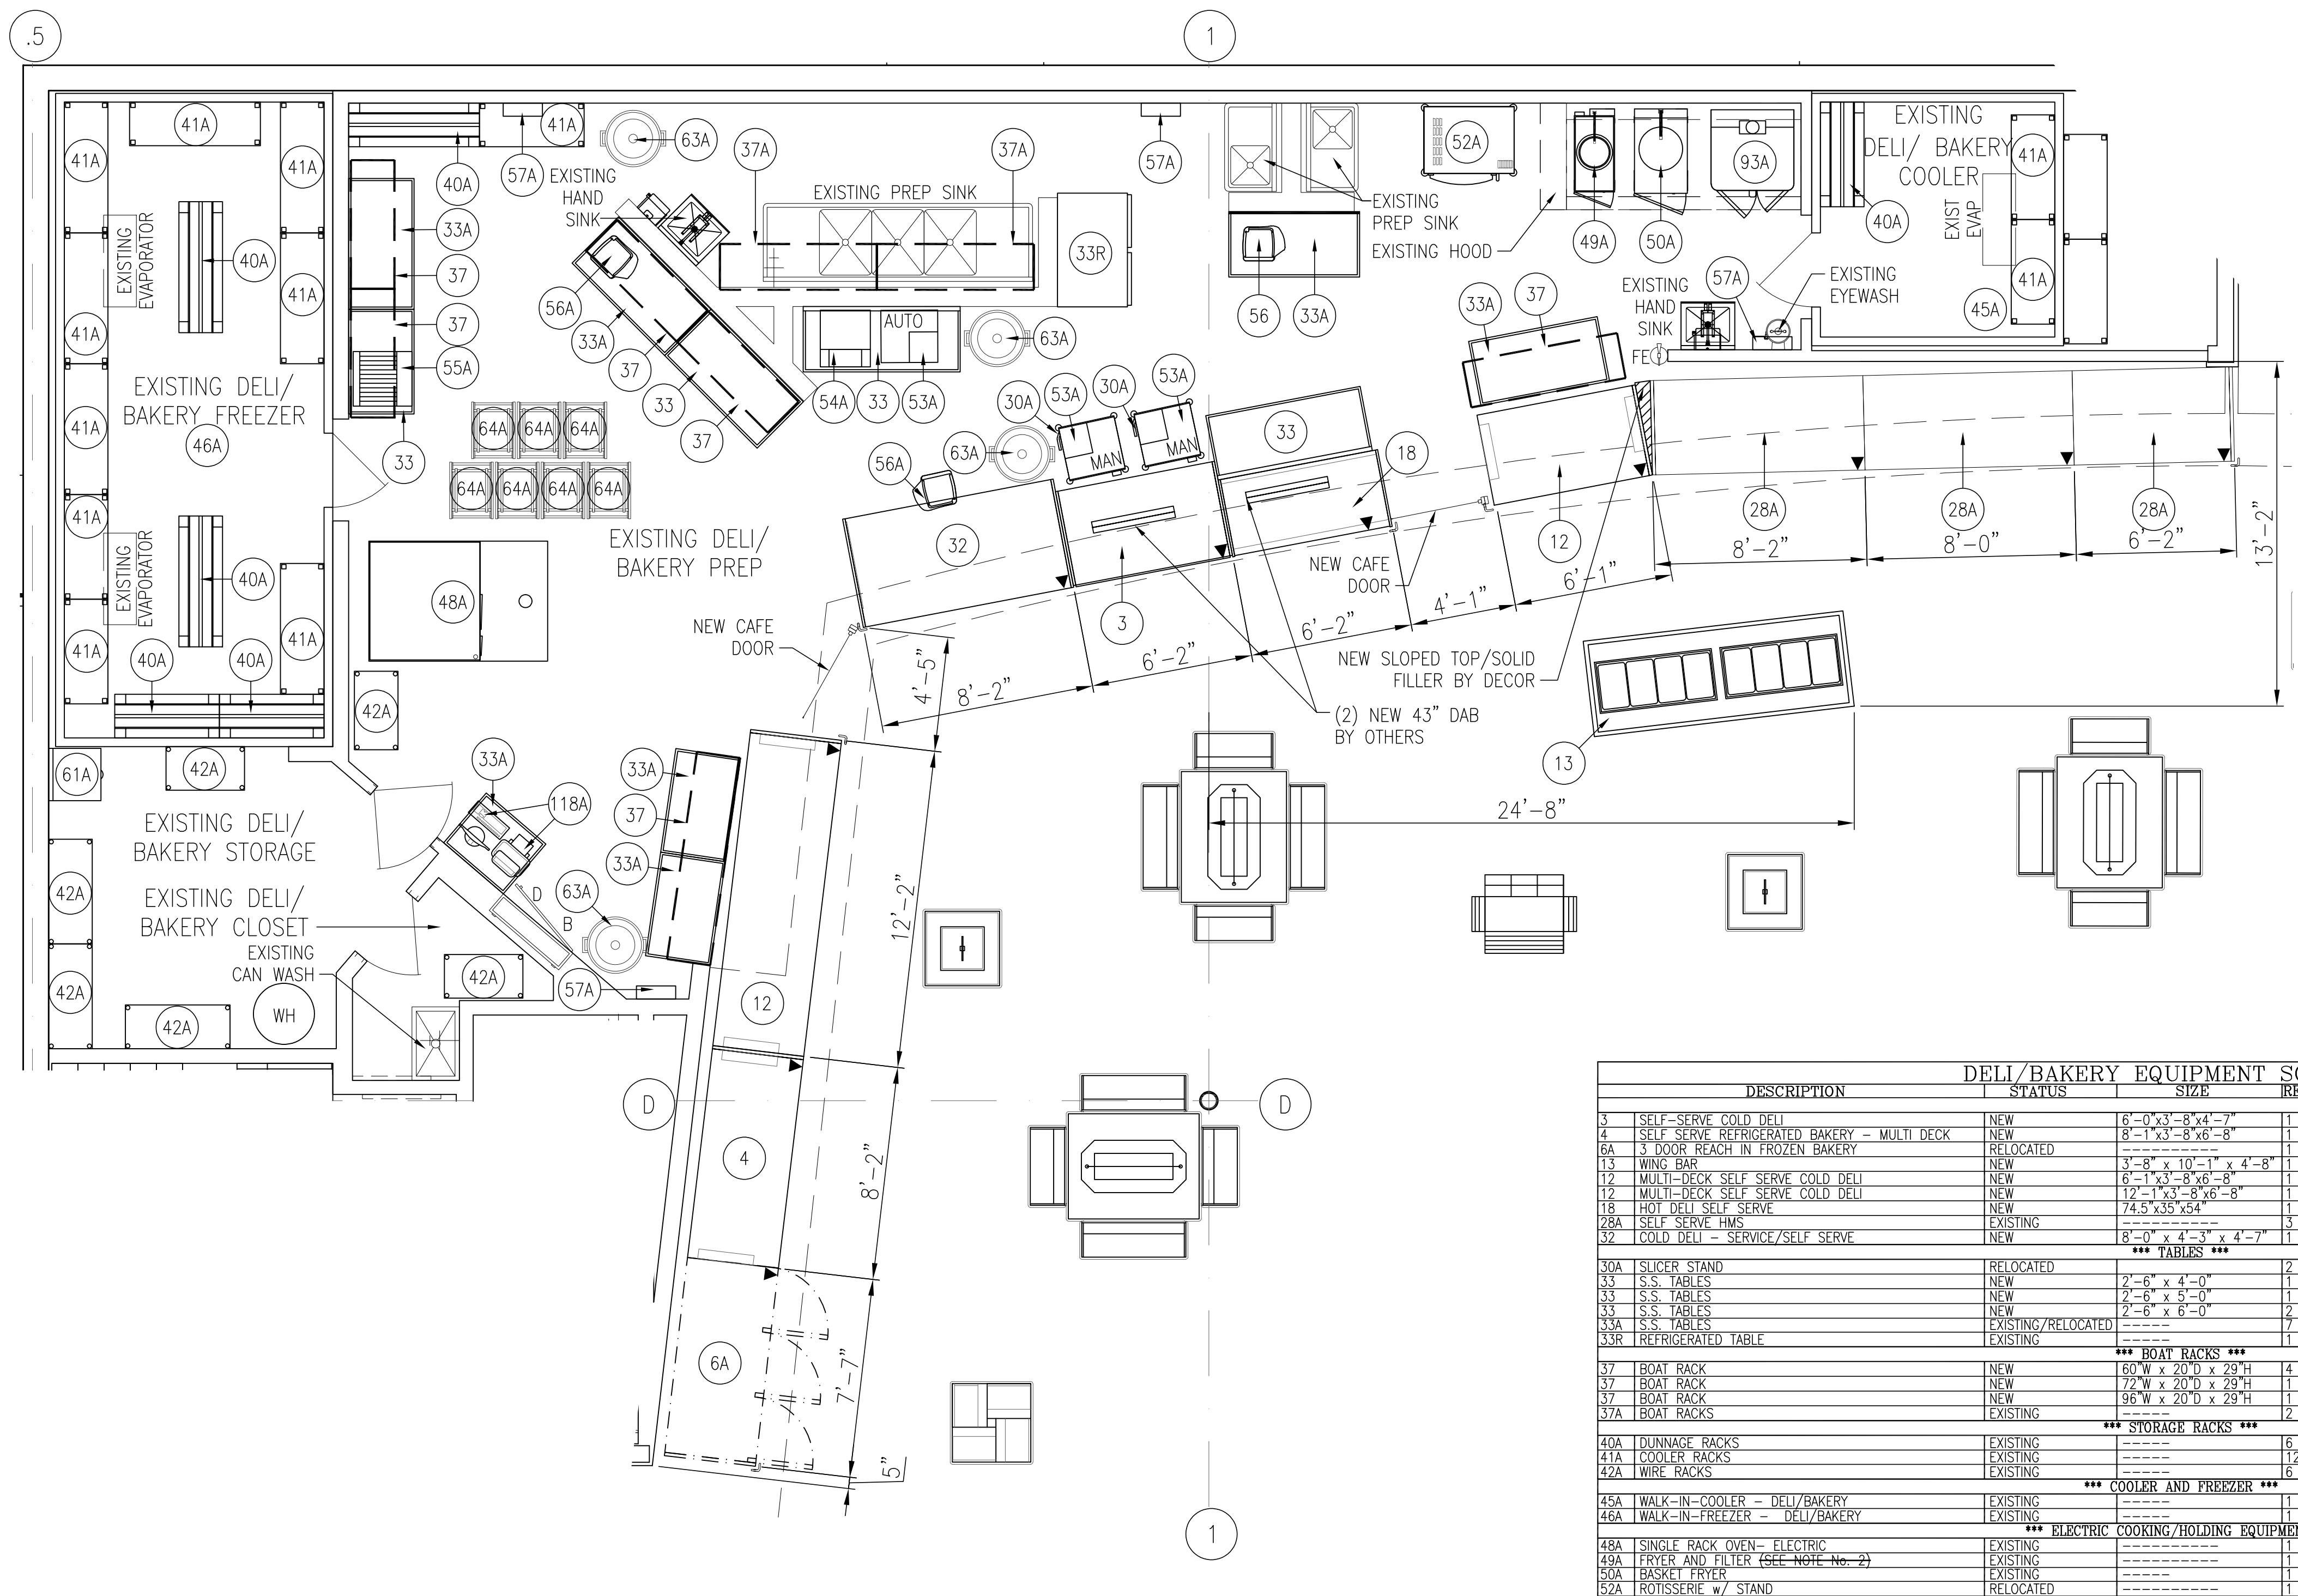 .5
1
41A
41A
41A
57A
41A
63A
37A
37A
57A
52A
49A
50A
93A
EXISTING
DELI/ BAKERY
COOLER
41A
41A
40A
EXIST
EVAP
45A
40A
EXISTING
HAND
SINK
EXISTING PREP SINK
EXISTING
PREP SINK
EXISTING HOOD
33A
37
37
55A
33
EXISTING
EVAPORATOR
40A
41A
41A
56A
33A
37
33
37
33R
56
33A
AUTO
54A
33
53A
63A
EXISTING
HAND
SINK
57A
EXISTING
EYEWASH
FE
33A
37
EXISTING DELI/
BAKERY FREEZER
46A
41A
41A
64A
64A
64A
64A
64A
64A
64A
30A
53A
30A
53A
MAN
MAN
63A
56A
33
18
EXISTING DELI/
BAKERY PREP
32
3
12
28A
28A
28A
8'-2"
8'-0"
6'-2"
13'-2"
EXISTING
EVAPORATOR
40A
41A
41A
40A
40A
48A
NEW CAFE
DOOR
NEW CAFE
DOOR
4'-5"
8'-2"
6'-2"
6'-2"
4'-1"
6'-1"
NEW SLOPED TOP/SOLID
FILLER BY DECOR
(2) NEW 43" DAB
BY OTHERS
13
24'-8"
42A
61A
42A
33A
118A
33A
37
33A
63A
D
B
EXISTING DELI/
BAKERY STORAGE
EXISTING DELI/
BAKERY CLOSET
EXISTING
CAN WASH
42A
42A
42A
42A
WH
57A
12
12'-2"
D
D
4
8'-2"
6A
7'-7"
5"
1
DELI/BAKERY EQUIPMENT SC
DESCRIPTION STATUS SIZE RE
3 SELF-SERVE COLD DELI NEW 6'-0"x3'-8"x4'-7" 1
4 SELF SERVE REFRIGERATED BAKERY - MULTI DECK NEW 8'-1"x3'-8"x6'-8" 1
6A 3 DOOR REACH IN FROZEN BAKERY RELOCATED ---------- 1
13 WING BAR NEW 3'-8" x 10'-1" x 4'-8" 1
12 MULTI-DECK SELF SERVE COLD DELI NEW 6'-1"x3'-8"x6'-8" 1
12 MULTI-DECK SELF SERVE COLD DELI NEW 12'-1"x3'-8"x6'-8" 1
18 HOT DELI SELF SERVE NEW 74.5"x35"x54" 1
28A SELF SERVE HMS EXISTING ---------- 3
32 COLD DELI - SERVICE/SELF SERVE NEW 8'-0" x 4'-3" x 4'-7" 1
*** TABLES ***
30A SLICER STAND RELOCATED 2
33 S.S. TABLES NEW 2'-6" x 4'-0" 1
33 S.S. TABLES NEW 2'-6" x 5'-0" 1
33 S.S. TABLES NEW 2'-6" x 6'-0" 2
33A S.S. TABLES EXISTING/RELOCATED ----- 7
33R REFRIGERATED TABLE EXISTING ----- 1
*** BOAT RACKS ***
37 BOAT RACK NEW 60"W x 20"D x 29"H 4
37 BOAT RACK NEW 72"W x 20"D x 29"H 1
37 BOAT RACK NEW 96"W x 20"D x 29"H 1
37A BOAT RACKS EXISTING ----- 2
*** STORAGE RACKS ***
40A DUNNAGE RACKS EXISTING ----- 6
41A COOLER RACKS EXISTING ----- 12
42A WIRE RACKS EXISTING ----- 6
*** COOLER AND FREEZER ***
45A WALK-IN-COOLER - DELI/BAKERY EXISTING ----- 1
46A WALK-IN-FREEZER - DELI/BAKERY EXISTING ----- 1
*** ELECTRIC COOKING/HOLDING EQUIPMEN
48A SINGLE RACK OVEN- ELECTRIC EXISTING ---------- 1
49A FRYER AND FILTER (SEE NOTE No. 2) EXISTING ---------- 1
50A BASKET FRYER EXISTING ----- 1
52A ROTISSERIE w/ STAND RELOCATED ---------- 1